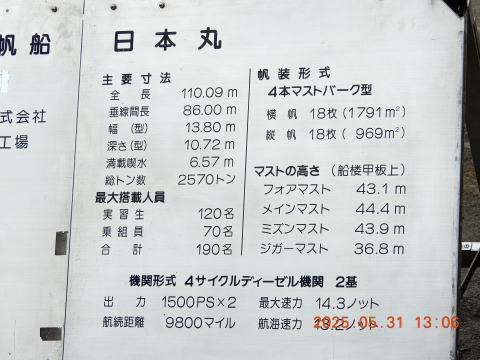 帆船
式会社
工場
日本丸
主要寸法
全長 110.09 m
垂線間長 86.00 m
幅(型) 13.80 m
深さ(型) 10.72 m
満載喫水 6.57 m
総トン数 2570トン
最大搭載人員
実習生 120名
乗組員 70名
合計 190名
帆装形式
4本マストバーク型
横帆 18枚(1791㎡)
縦帆 18枚( 969㎡)
マストの高さ(船楼甲板上)
フォアマスト 43.1 m
メインマスト 44.4 m
ミズンマスト 43.9 m
ジガーマスト 36.8 m
機関形式 4サイクルディーゼル機関 2基
出力 1500PS×2 最大速力 14.3ノット
航続距離 9800マイル 航海速力 13.2ノット
2025.05.31 13:06